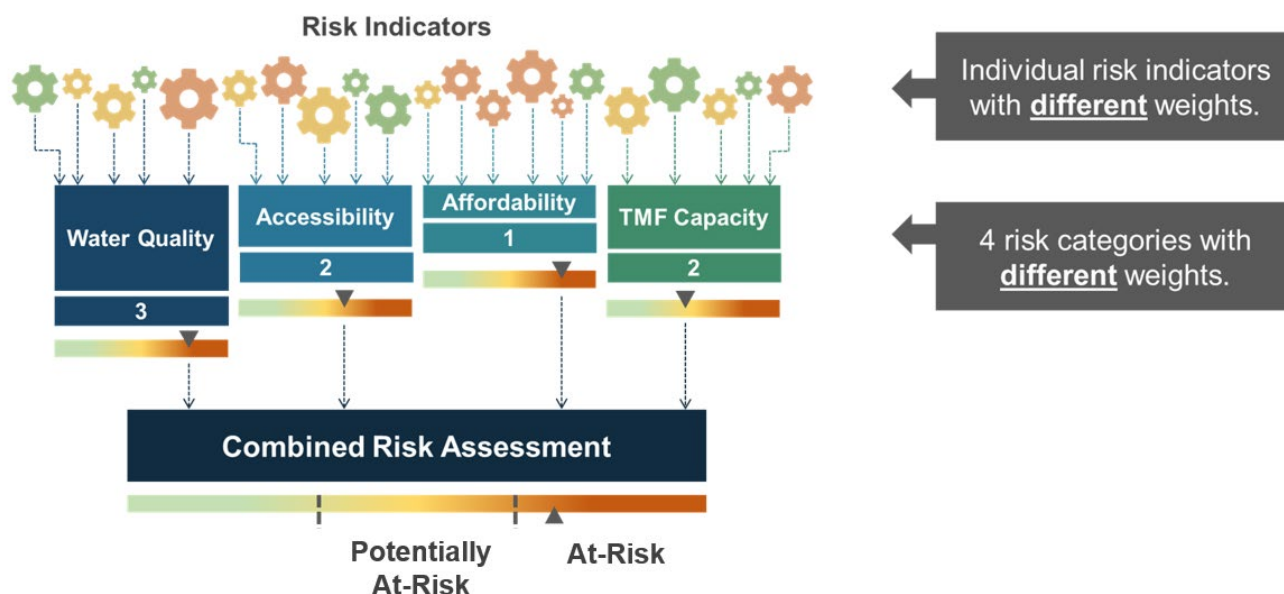 Risk Indicators
Individual risk indicators
with different weights.
Water Quality
3
Accessibility
2
Affordability
1
TMF Capacity
2
4 risk categories with
different weights.
Combined Risk Assessment
Potentially
At-Risk
At-Risk